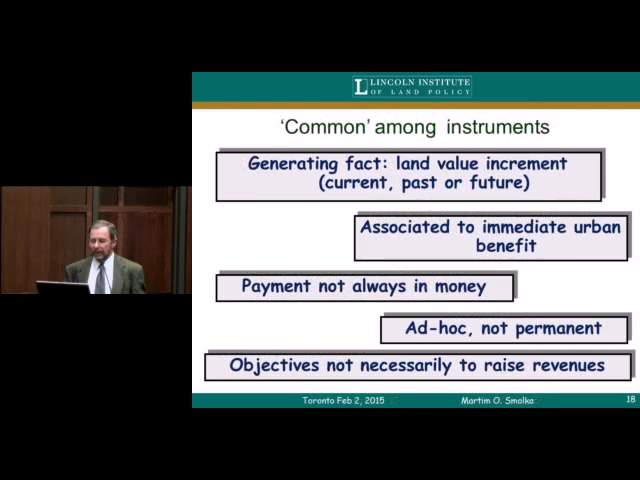 LINCOLN INSTITUTE
OF LAND POLICY
‘Common’ among instruments
Generating fact: land value increment
(current, past or future)
Associated to immediate urban
benefit
Payment not always in money
Ad-hoc, not permanent
Objectives not necessarily to raise revenues
Toronto Feb 2, 2015 Martim O. Smolka 18